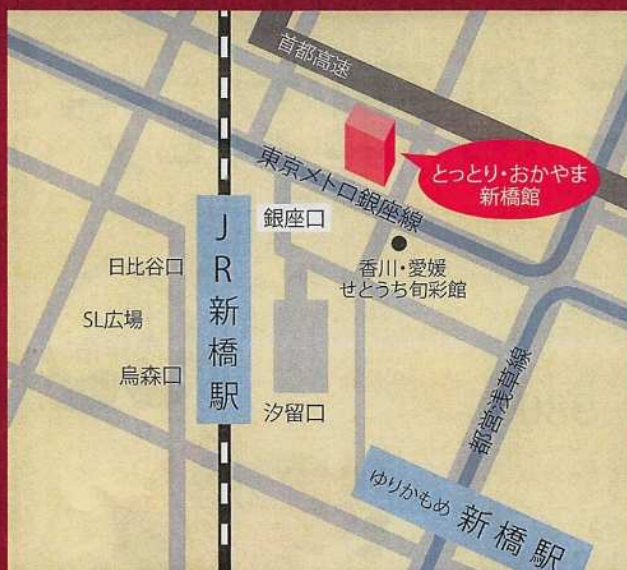 首都高速
東京メトロ銀座線
とっとり・おかやま
新橋館
JR新橋駅
銀座口
香川・愛媛
せとうち旬彩館
日比谷口
SL広場
烏森口
汐留口
都営浅草線
ゆりかもめ 新橋駅